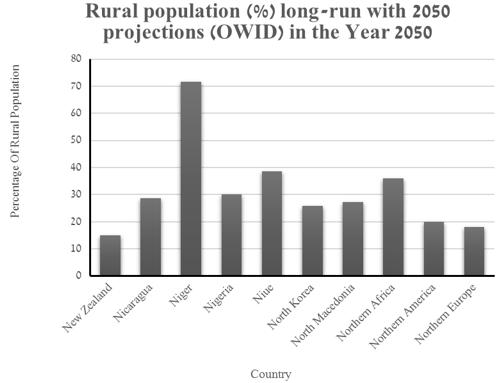 Rural population (%) long-run with 2050
projections (OWID) in the Year 2050
Percentage Of Rural Population
80
70
60
50
40
30
20
10
0
New Zealand
Nicaragua
Niger
Nigeria
Niue
North Korea
North Macedonia
Northern Africa
Northern America
Northern Europe
Country